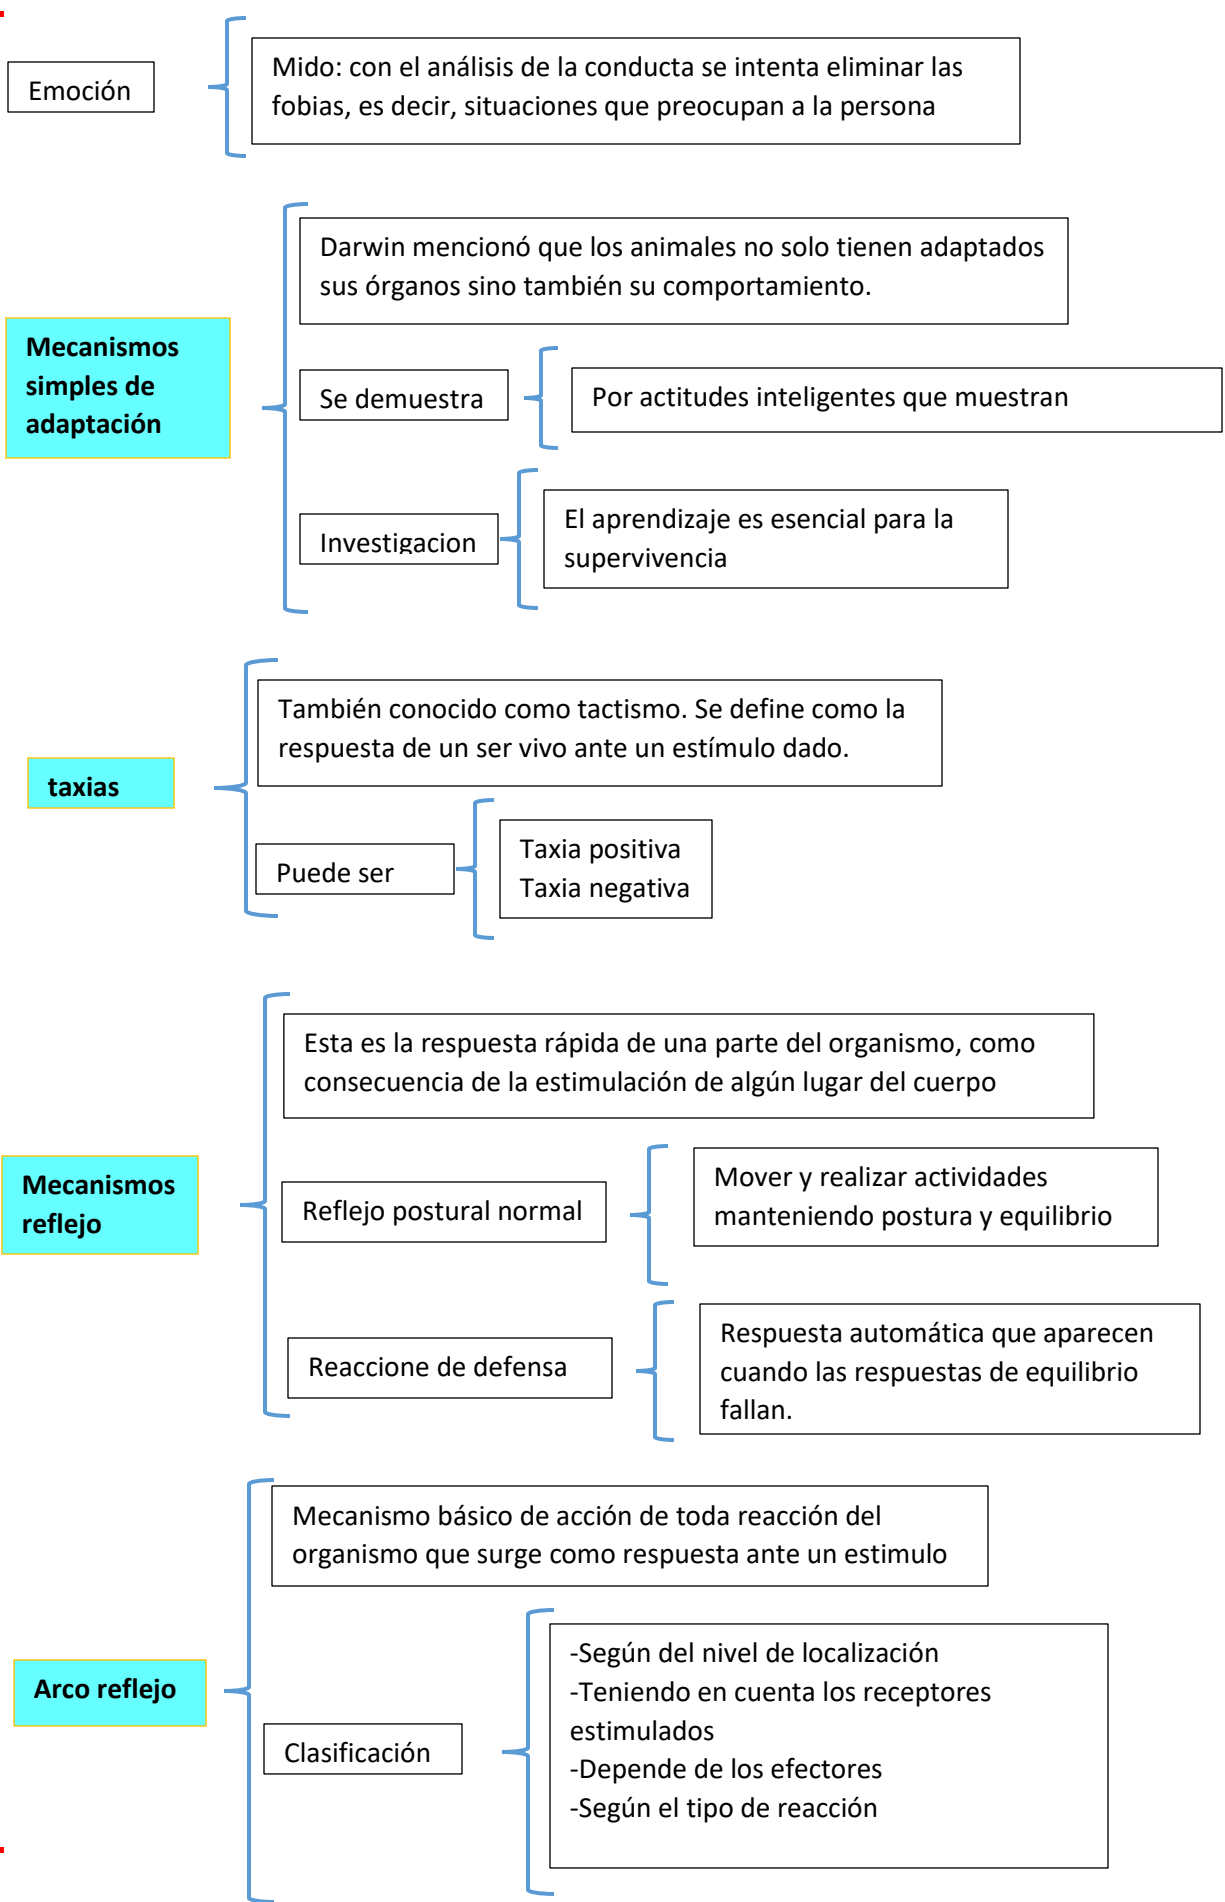 Emoción
Mido: con el análisis de la conducta se intenta eliminar las
fobias, es decir, situaciones que preocupan a la persona
Mecanismos
simples de
adaptación
Darwin mencionó que los animales no solo tienen adaptados
sus órganos sino también su comportamiento.
Se demuestra
Por actitudes inteligentes que muestran
Investigacion
El aprendizaje es esencial para la
supervivencia
taxias
También conocido como tactismo. Se define como la
respuesta de un ser vivo ante un estímulo dado.
Puede ser
Taxia positiva
Taxia negativa
Mecanismos
reflejo
Esta es la respuesta rápida de una parte del organismo, como
consecuencia de la estimulación de algún lugar del cuerpo
Reflejo postural normal
Mover y realizar actividades
manteniendo postura y equilibrio
Reaccione de defensa
Respuesta automática que aparecen
cuando las respuestas de equilibrio
fallan.
Arco reflejo
Mecanismo básico de acción de toda reacción del
organismo que surge como respuesta ante un estimulo
Clasificación
-Según del nivel de localización
-Teniendo en cuenta los receptores
estimulados
-Depende de los efectores
-Según el tipo de reacción